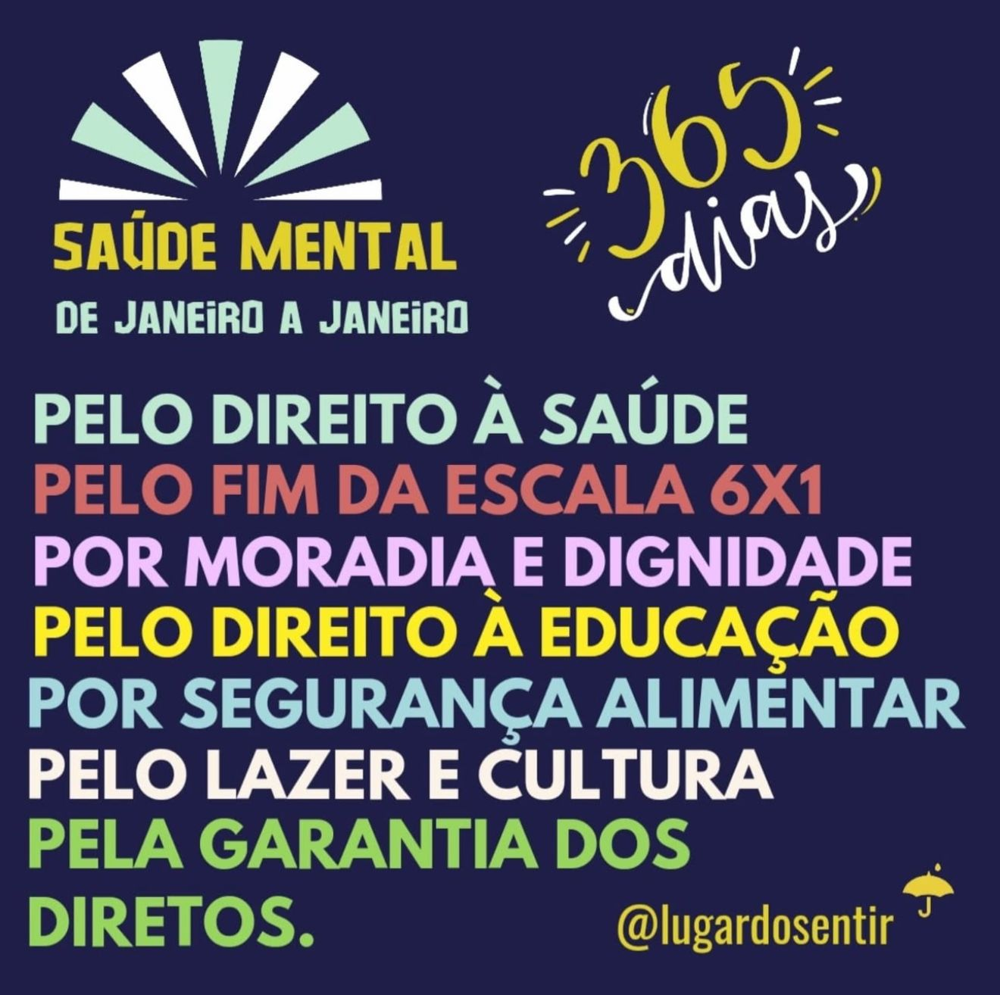 SAÚDE MENTAL
DE JANEiRO A JANEiRO
365
dias
PELO DIREITO À SAÚDE
PELO FIM DA ESCALA 6X1
POR MORADIA E DIGNIDADE
PELO DIREITO À EDUCAÇÃO
POR SEGURANÇA ALIMENTAR
PELO LAZER E CULTURA
PELA GARANTIA DOS
DIRETOS.
@lugardosentir